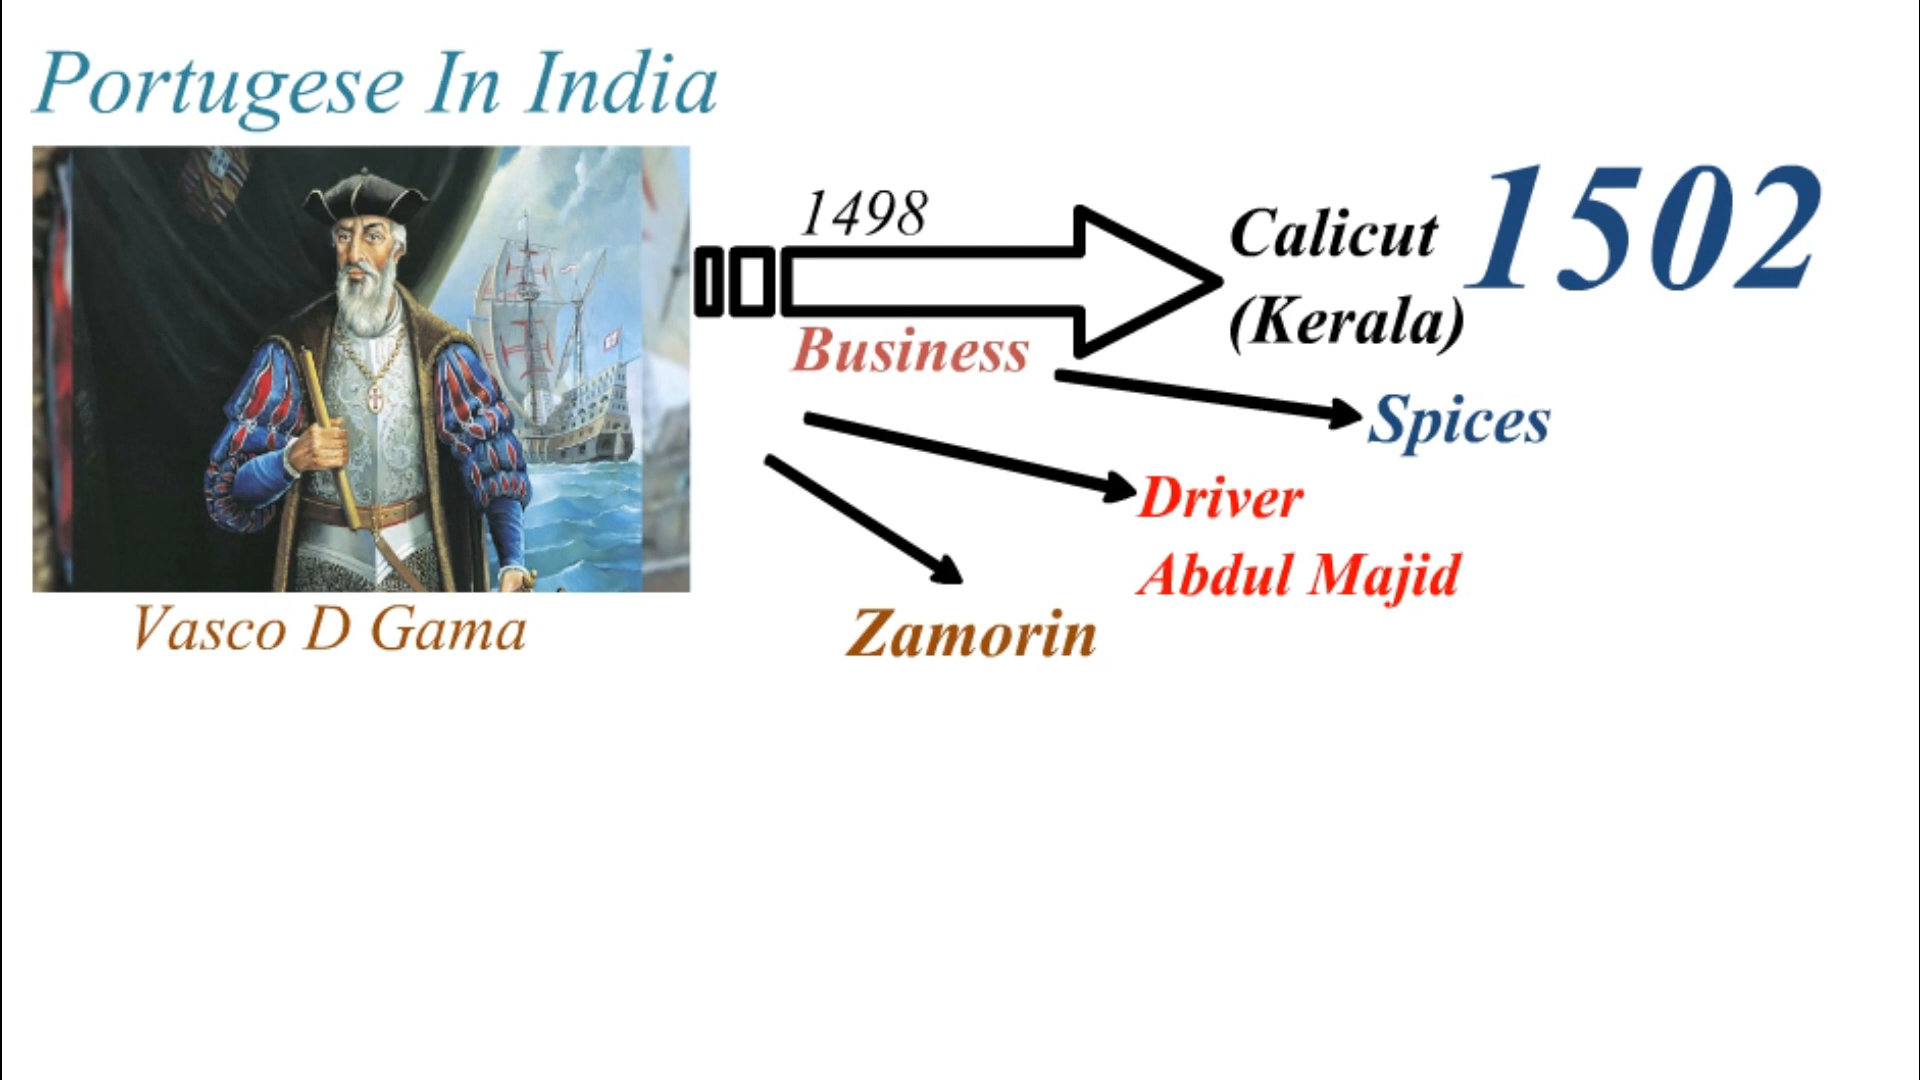 Portugese In India
1498
Calicut
(Kerala)
1502
Business
Spices
Driver
Abdul Majid
Zamorin
Vasco D Gama